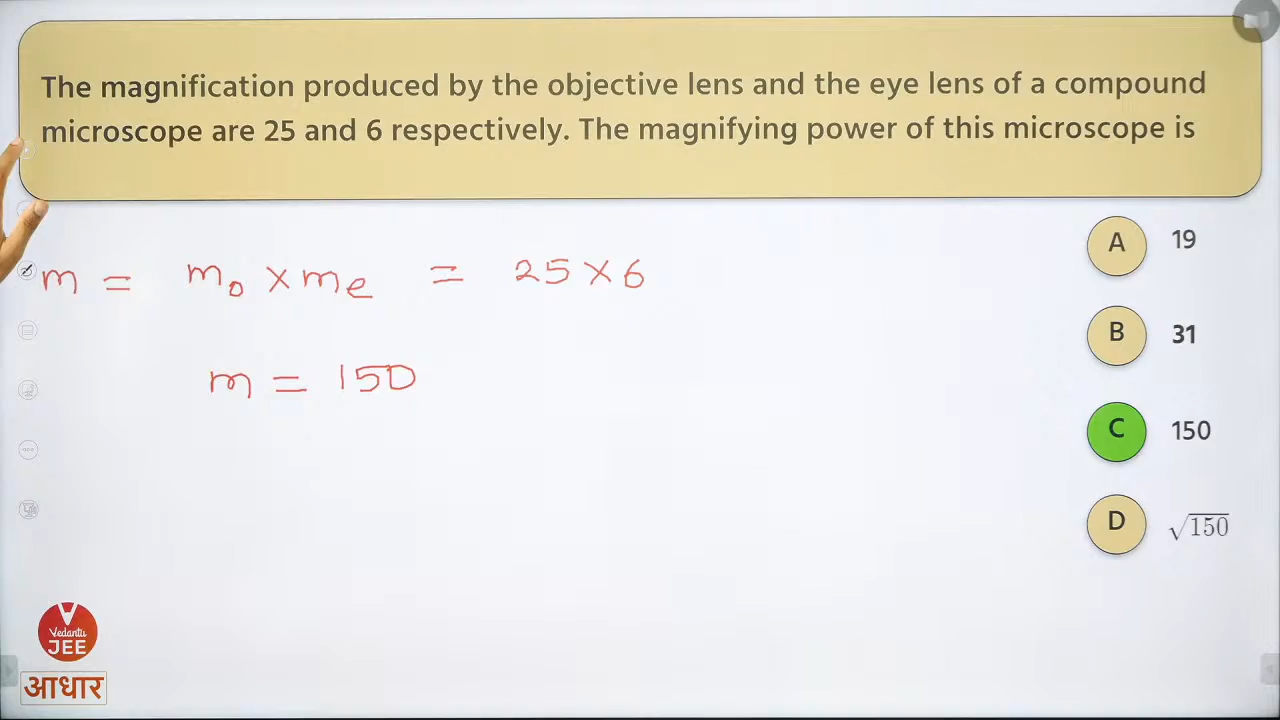 The magnification produced by the objective lens and the eye lens of a compound
microscope are 25 and 6 respectively. The magnifying power of this microscope is
A 19
m = m₀ × mₑ = 25 × 6
B 31
m = 150
C 150
D √150
Vedantu
JEE
आधार